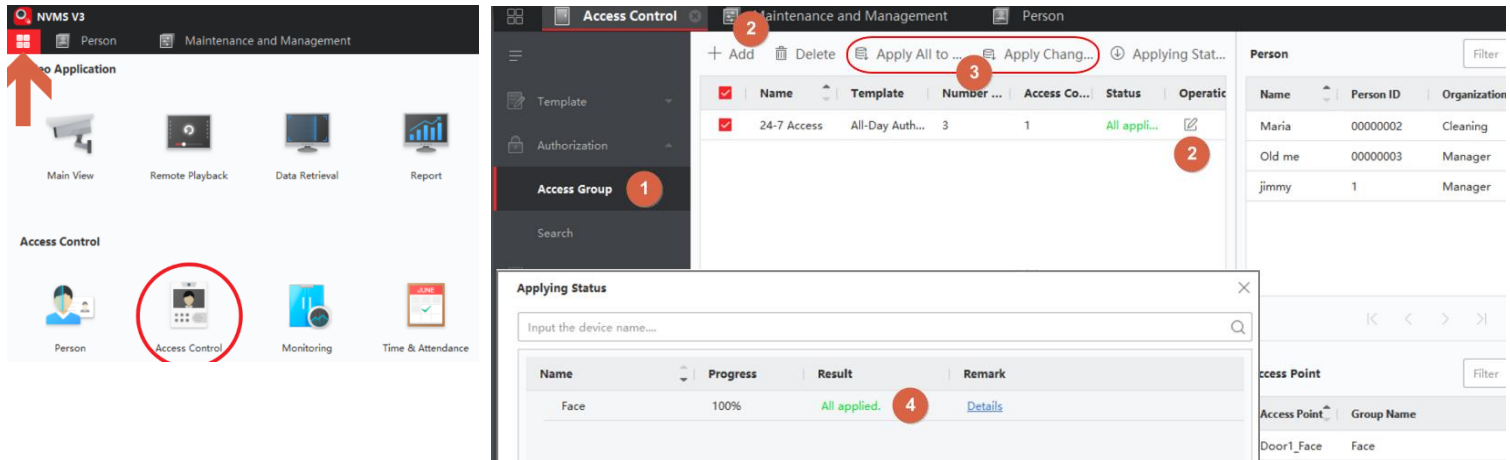 NVMS V3
Person
Maintenance and Management
eo Application
Main View
Remote Playback
Data Retrieval
Report
Access Control
JUNE
Person
Access Control
Monitoring
Time & Attendance
Access Control
Maintenance and Management
Person
2
Add
Delete
Apply All to ...
Apply Chang...
Applying Stat...
3
Template
Authorization
Access Group
1
Search
Name
Template
Number ...
Access Co...
Status
Operatic
24-7 Access
All-Day Auth...
3
1
All appli...
2
Person
Filter
Name
Person ID
Organization
Maria
00000002
Cleaning
Old me
00000003
Manager
jimmy
1
Manager
Applying Status
Input the device name....
Name
Progress
Result
Remark
Face
100%
All applied.
4
Details
ccess Point
Filter
Access Point
Group Name
Door1_Face
Face